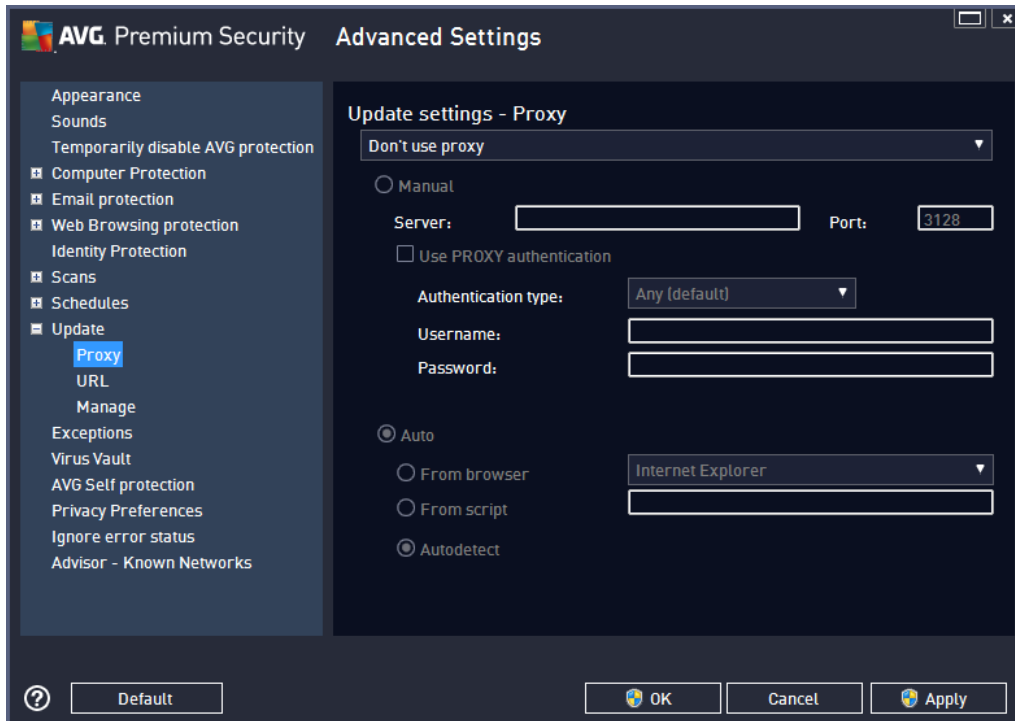 AVG. Premium Security Advanced Settings
Appearance
Sounds
Temporarily disable AVG protection
Computer Protection
Email protection
Web Browsing protection
Identity Protection
Scans
Schedules
Update
Proxy
URL
Manage
Exceptions
Virus Vault
AVG Self protection
Privacy Preferences
Ignore error status
Advisor - Known Networks
Update settings - Proxy
Don't use proxy
Manual
Server: Port: 3128
Use PROXY authentication
Authentication type: Any (default)
Username:
Password:
Auto
From browser Internet Explorer
From script
Autodetect
? Default OK Cancel Apply